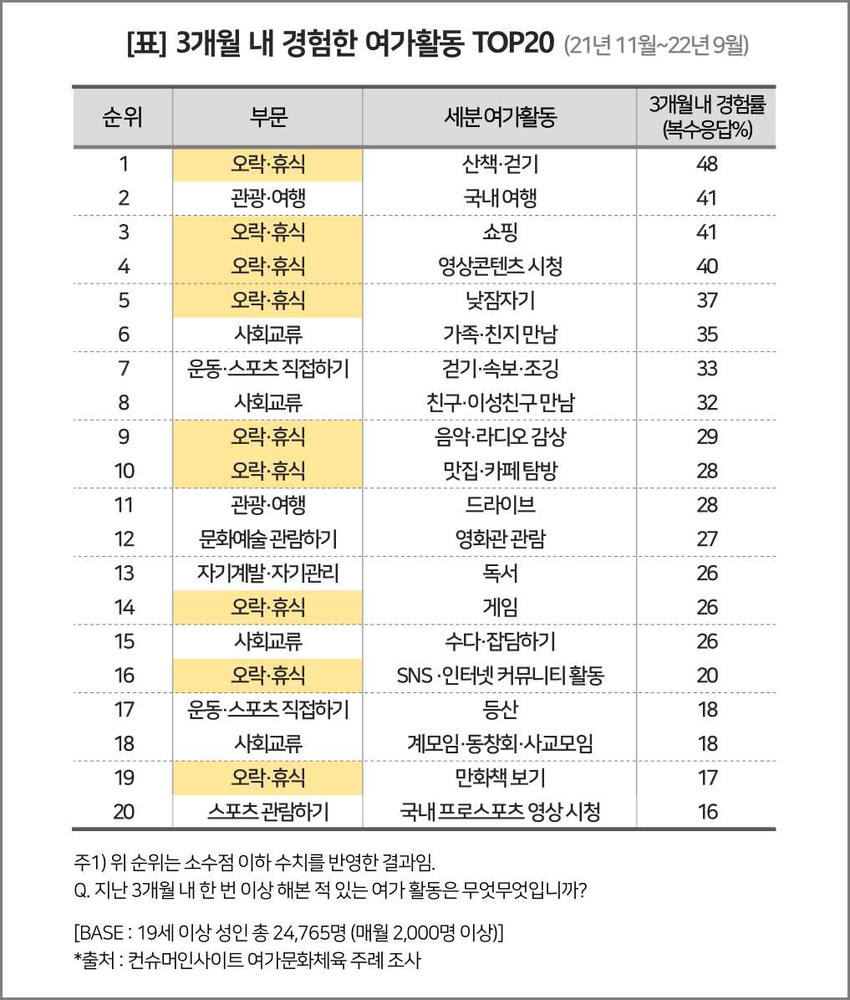 [표] 3개월 내 경험한 여가활동 TOP20 (21년 11월~22년 9월)
순위 부문 세분 여가활동 3개월 내 경험률
(복수응답%)
1 오락·휴식 산책·걷기 48
2 관광·여행 국내 여행 41
3 오락·휴식 쇼핑 41
4 오락·휴식 영상콘텐츠 시청 40
5 오락·휴식 낮잠자기 37
6 사회교류 가족·친지 만남 35
7 운동·스포츠 직접하기 걷기·속보·조깅 33
8 사회교류 친구·이성친구 만남 32
9 오락·휴식 음악·라디오 감상 29
10 오락·휴식 맛집·카페 탐방 28
11 관광·여행 드라이브 28
12 문화예술 관람하기 영화관 관람 27
13 자기계발·자기관리 독서 26
14 오락·휴식 게임 26
15 사회교류 수다·잡담하기 26
16 오락·휴식 SNS ·인터넷 커뮤니티 활동 20
17 운동·스포츠 직접하기 등산 18
18 사회교류 계모임·동창회·사교모임 18
19 오락·휴식 만화책 보기 17
20 스포츠 관람하기 국내 프로스포츠 영상 시청 16
주1) 위 순위는 소수점 이하 수치를 반영한 결과임.
Q. 지난 3개월 내 한 번 이상 해본 적 있는 여가 활동은 무엇무엇입니까?
[BASE : 19세 이상 성인 총 24,765명 (매월 2,000명 이상)]
*출처 : 컨슈머인사이트 여가문화체육 주례 조사